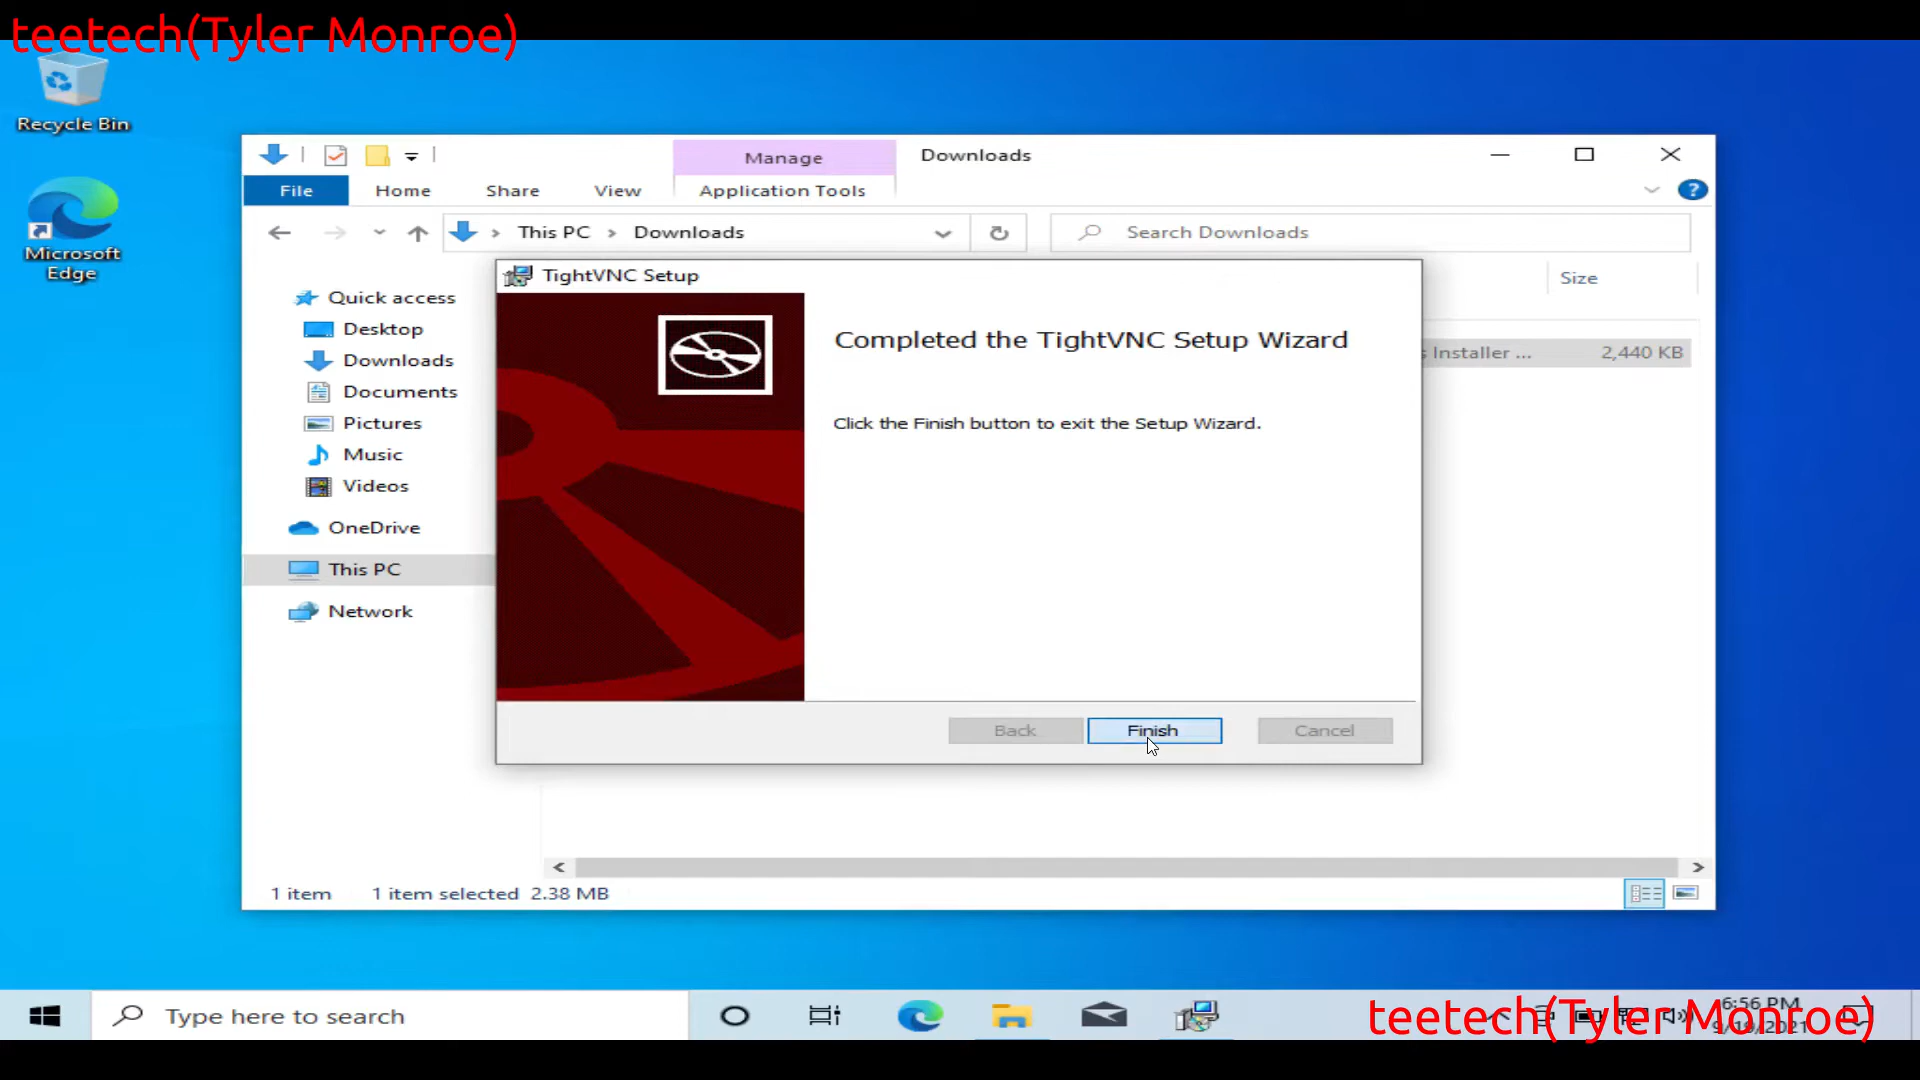 teetech(Tyler Monroe)
Recycle Bin
Microsoft
Edge
Manage
Downloads
File
Home
Share
View
Application Tools
This PC
Downloads
Search Downloads
Size
Quick access
Desktop
Downloads
Documents
Pictures
Music
Videos
OneDrive
This PC
Network
TightVNC Setup
Completed the TightVNC Setup Wizard
Click the Finish button to exit the Setup Wizard.
Installer ...
2,440 KB
Back
Finish
Cancel
1 item
1 item selected 2.38 MB
Type here to search
6:56 PM
teetech(Tyler Monroe)